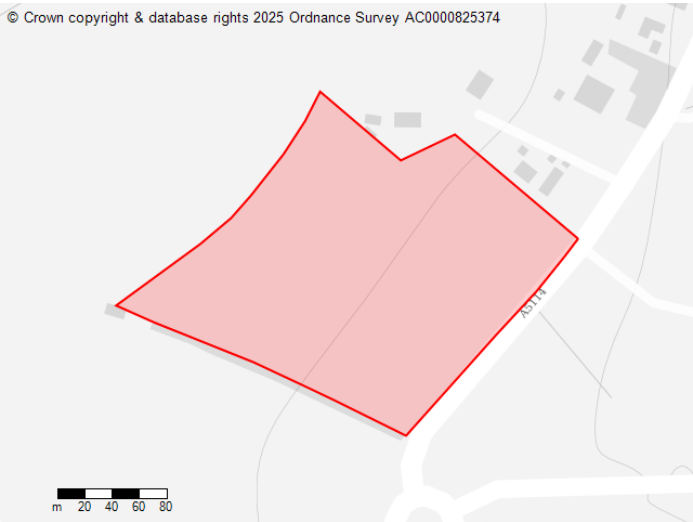 © Crown copyright & database rights 2025 Ordnance Survey AC0000825374
A5114
m 20 40 60 80